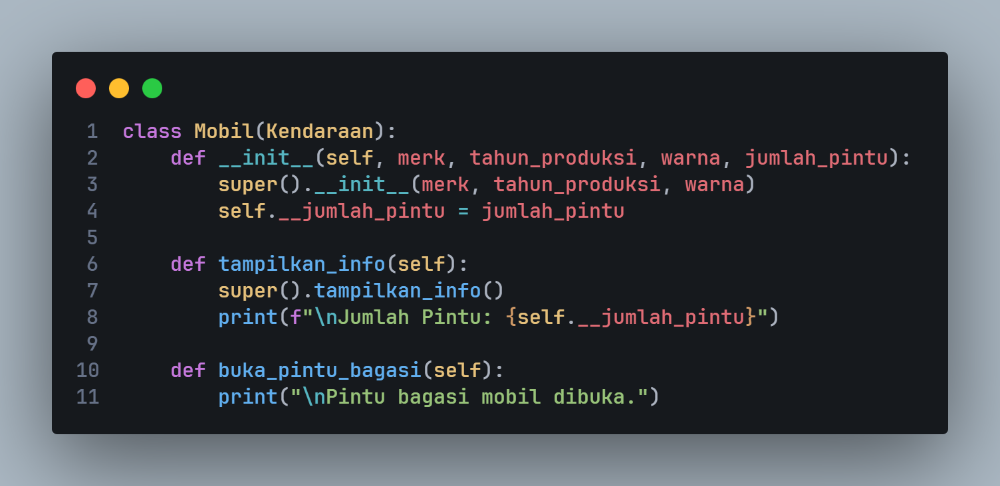 1 class Mobil(Kendaraan):
2     def __init__(self, merk, tahun_produksi, warna, jumlah_pintu):
3         super().__init__(merk, tahun_produksi, warna)
4         self.__jumlah_pintu = jumlah_pintu
5
6     def tampilkan_info(self):
7         super().tampilkan_info()
8         print(f"\nJumlah Pintu: {self.__jumlah_pintu}")
9
10     def buka_pintu_bagasi(self):
11         print("\nPintu bagasi mobil dibuka.")